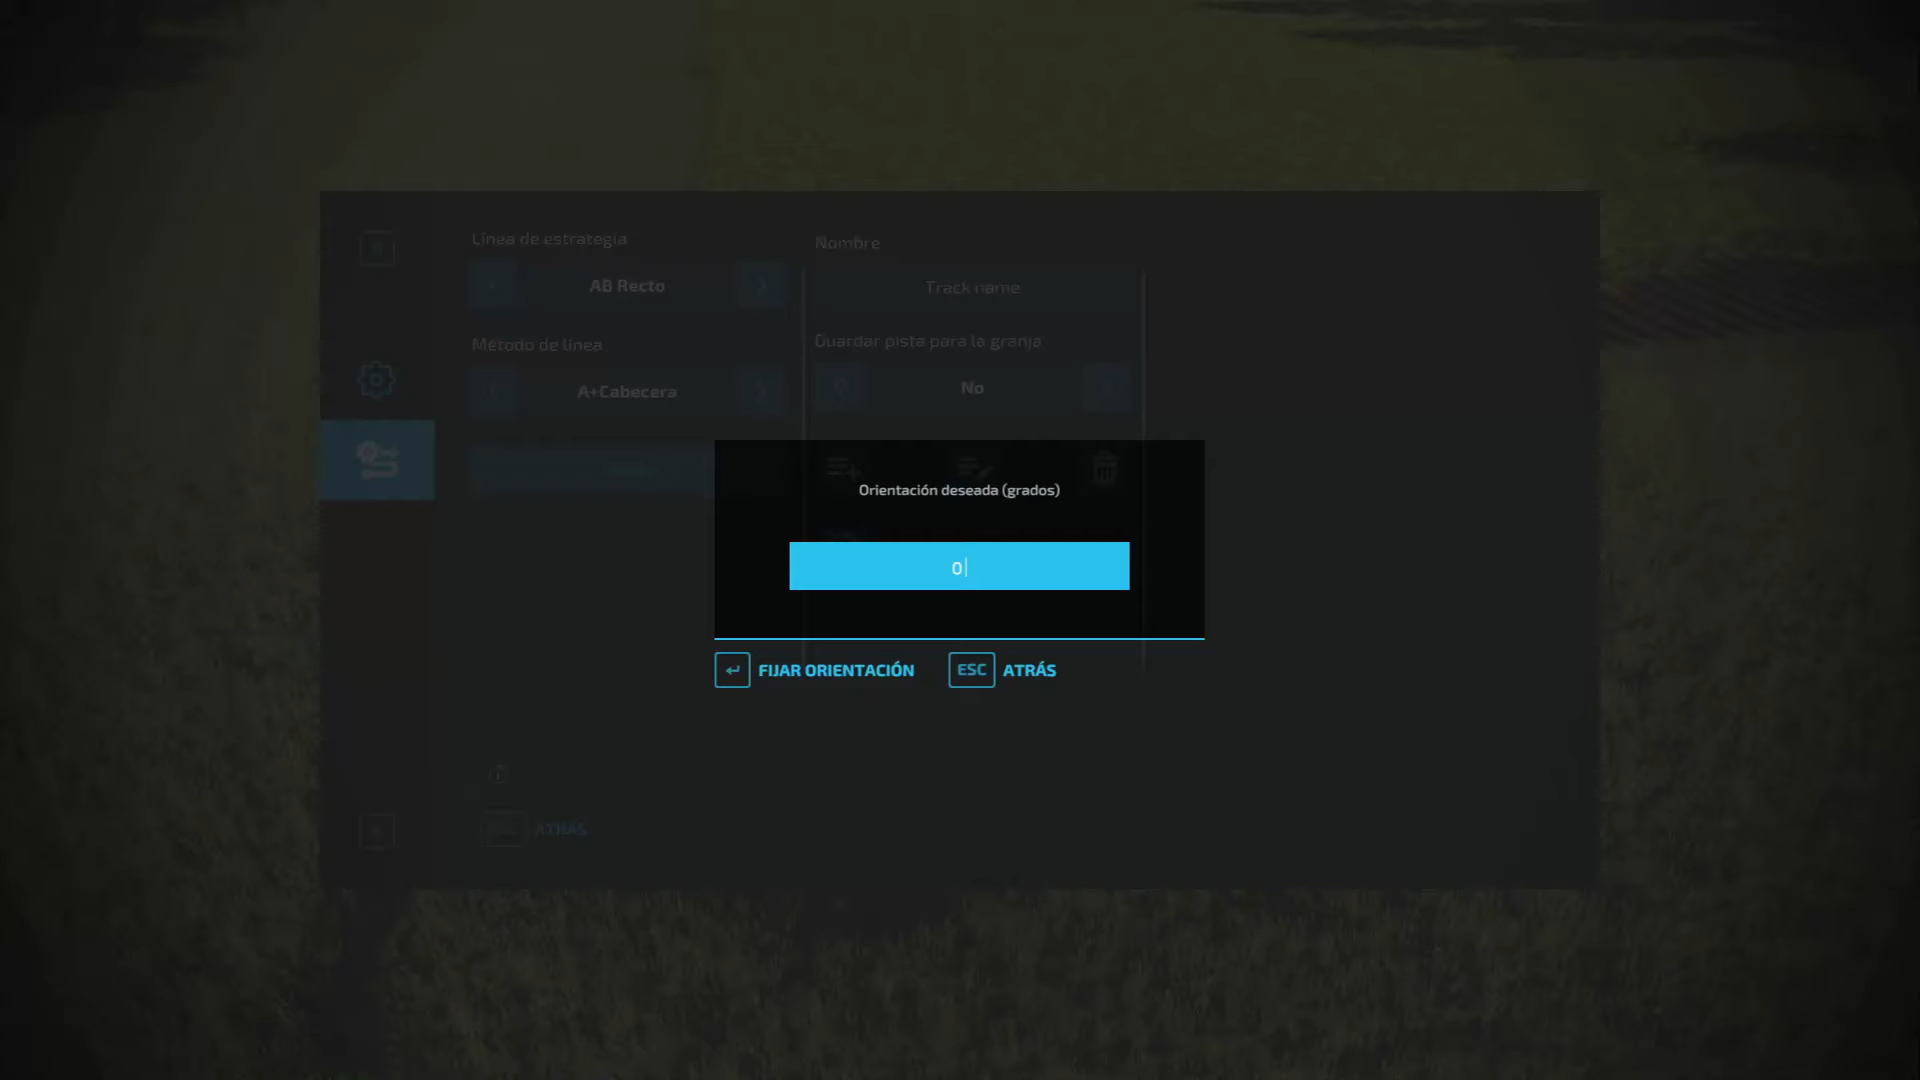 Línea de estrategia
Nombre
AB Recto
Track name
Método de línea
Guardar pista para la granja
A+Cabecera
No
Orientación deseada (grados)
0
FIJAR ORIENTACIÓN
ESC ATRÁS
ATRÁS